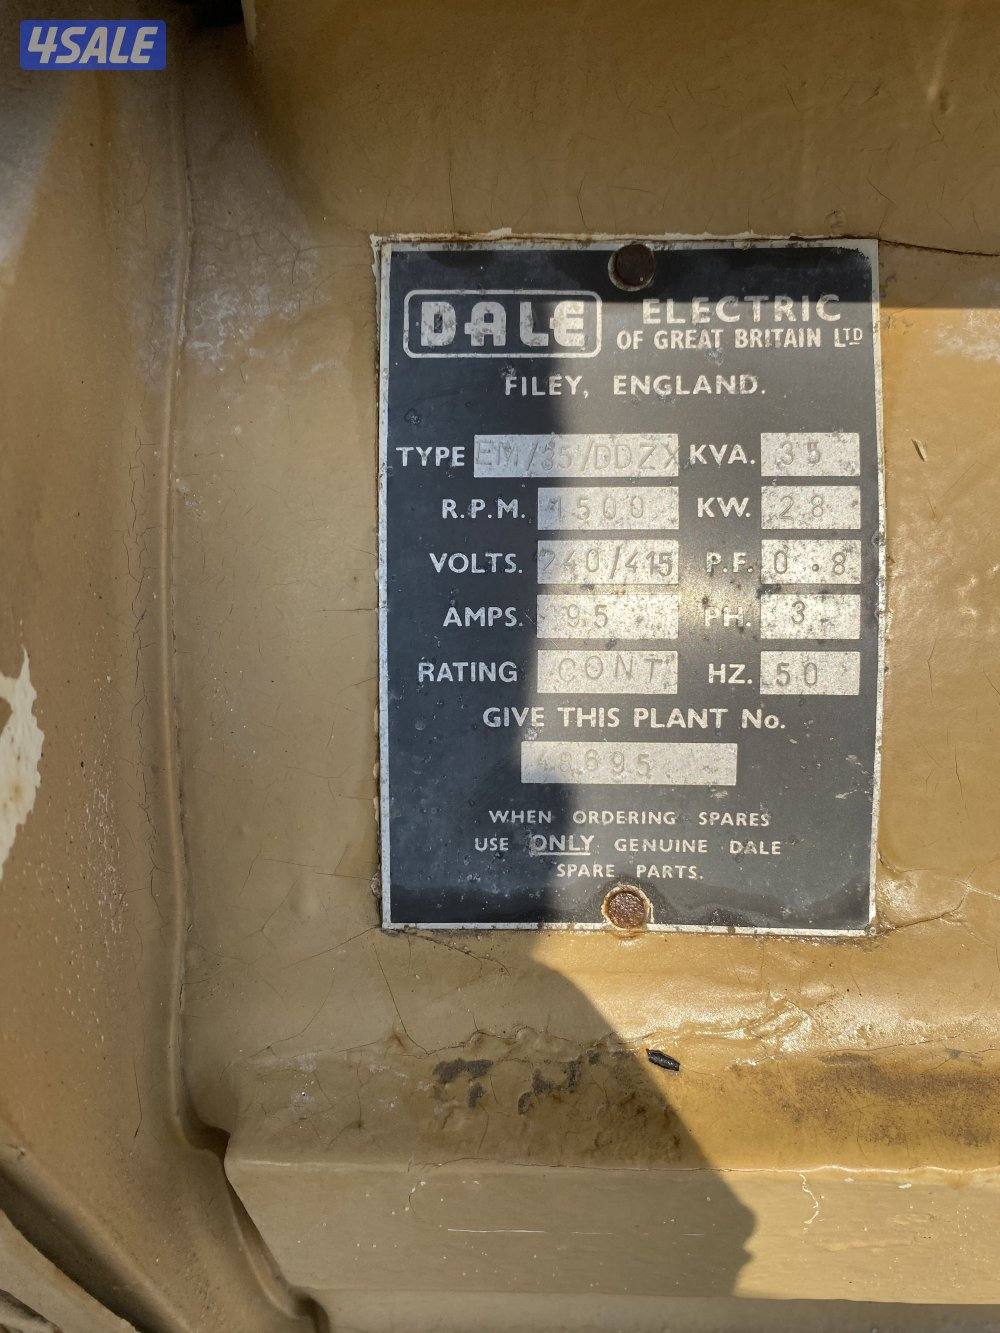 4SALE
DALE ELECTRIC
OF GREAT BRITAIN LTD
FILEY, ENGLAND.
TYPE EM/35/DDZX KVA. 35
R.P.M. 1500 KW. 28
VOLTS. 240/415 P.F. 0.8
AMPS. 95 PH. 3
RATING CONT HZ. 50
GIVE THIS PLANT No.
48695
WHEN ORDERING SPARES
USE ONLY GENUINE DALE
SPARE PARTS.